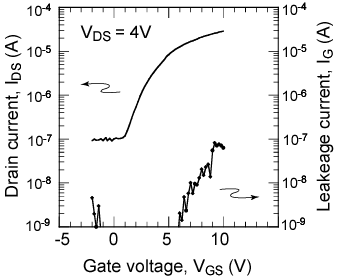 V_DS = 4V
Drain current, I_DS (A)
10^-4
10^-5
10^-6
10^-7
10^-8
10^-9
10^-4
10^-5
10^-6
10^-7
10^-8
10^-9
Leakeage current, I_G (A)
-5 0 5 10 15
Gate voltage, V_GS (V)